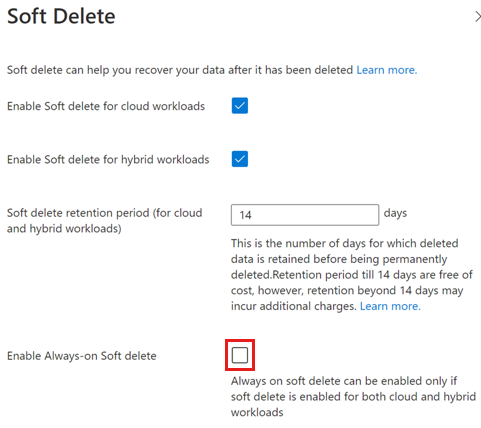 Soft Delete
Soft delete can help you recover your data after it has been deleted Learn more.
Enable Soft delete for cloud workloads
Enable Soft delete for hybrid workloads
Soft delete retention period (for cloud
and hybrid workloads)
14
days
This is the number of days for which deleted
data is retained before being permanently
deleted.Retention period till 14 days are free of
cost, however, retention beyond 14 days may
incur additional charges. Learn more.
Enable Always-on Soft delete
Always on soft delete can be enabled only if
soft delete is enabled for both cloud and hybrid
workloads